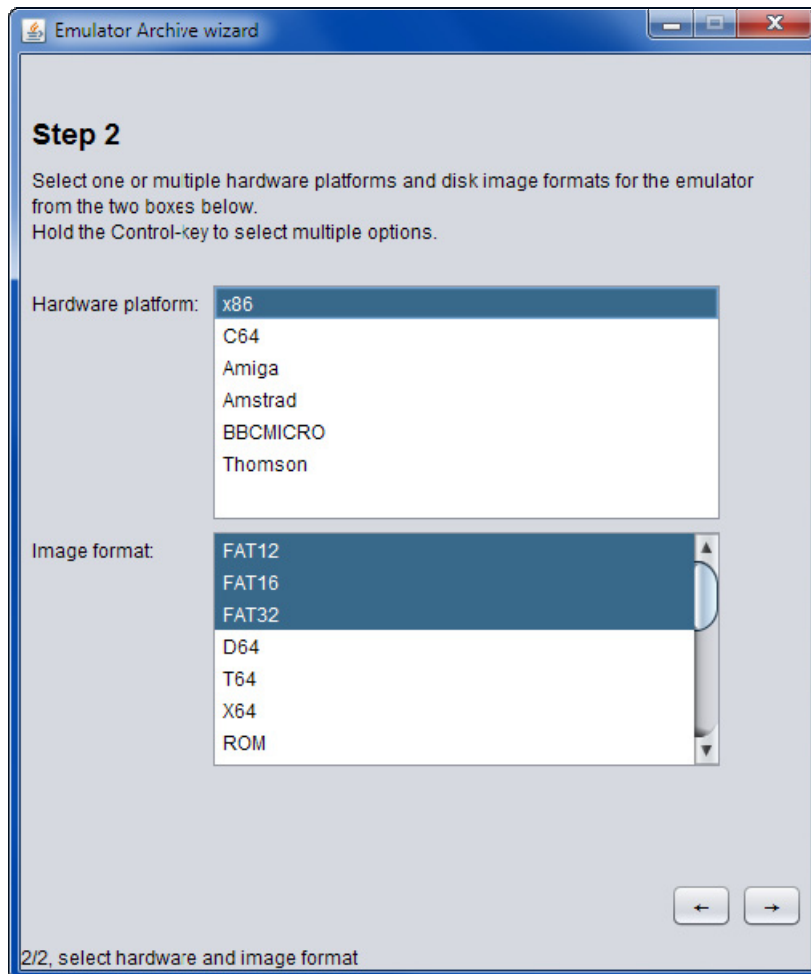 Emulator Archive wizard
Step 2
Select one or multiple hardware platforms and disk image formats for the emulator
from the two boxes below.
Hold the Control-key to select multiple options.
Hardware platform:
x86
C64
Amiga
Amstrad
BBCMICRO
Thomson
Image format:
FAT12
FAT16
FAT32
D64
T64
X64
ROM
2/2, select hardware and image format